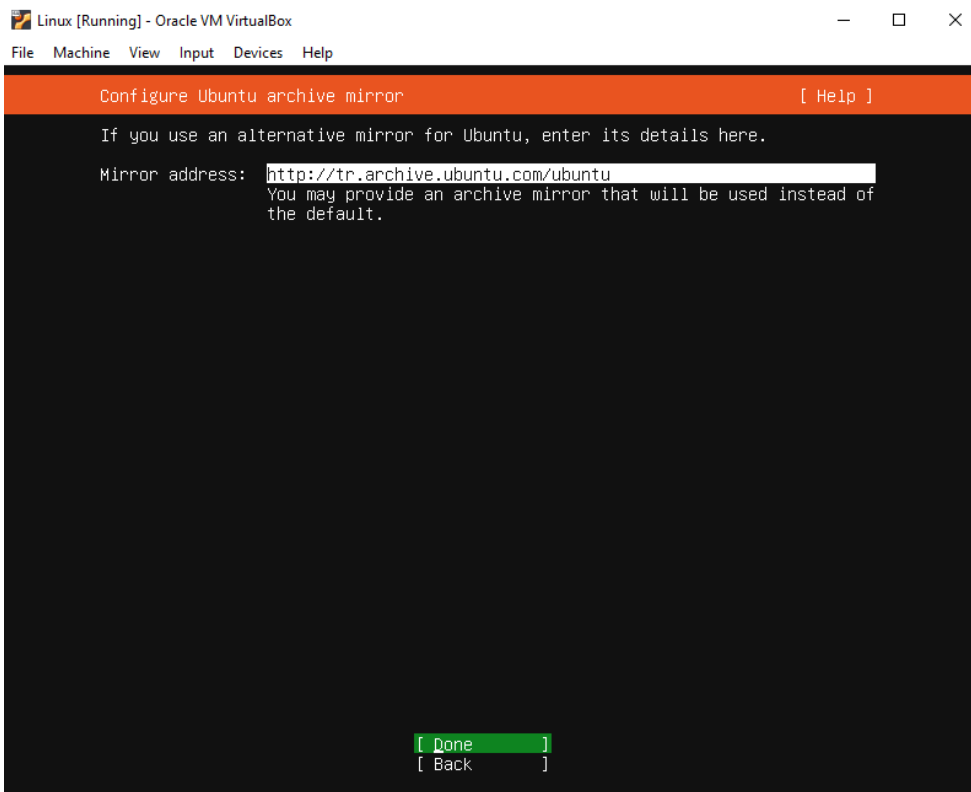 Linux [Running] - Oracle VM VirtualBox
File Machine View Input Devices Help
Configure Ubuntu archive mirror [ Help ]
If you use an alternative mirror for Ubuntu, enter its details here.
Mirror address: http://tr.archive.ubuntu.com/ubuntu
You may provide an archive mirror that will be used instead of
the default.
[ Done ]
[ Back ]